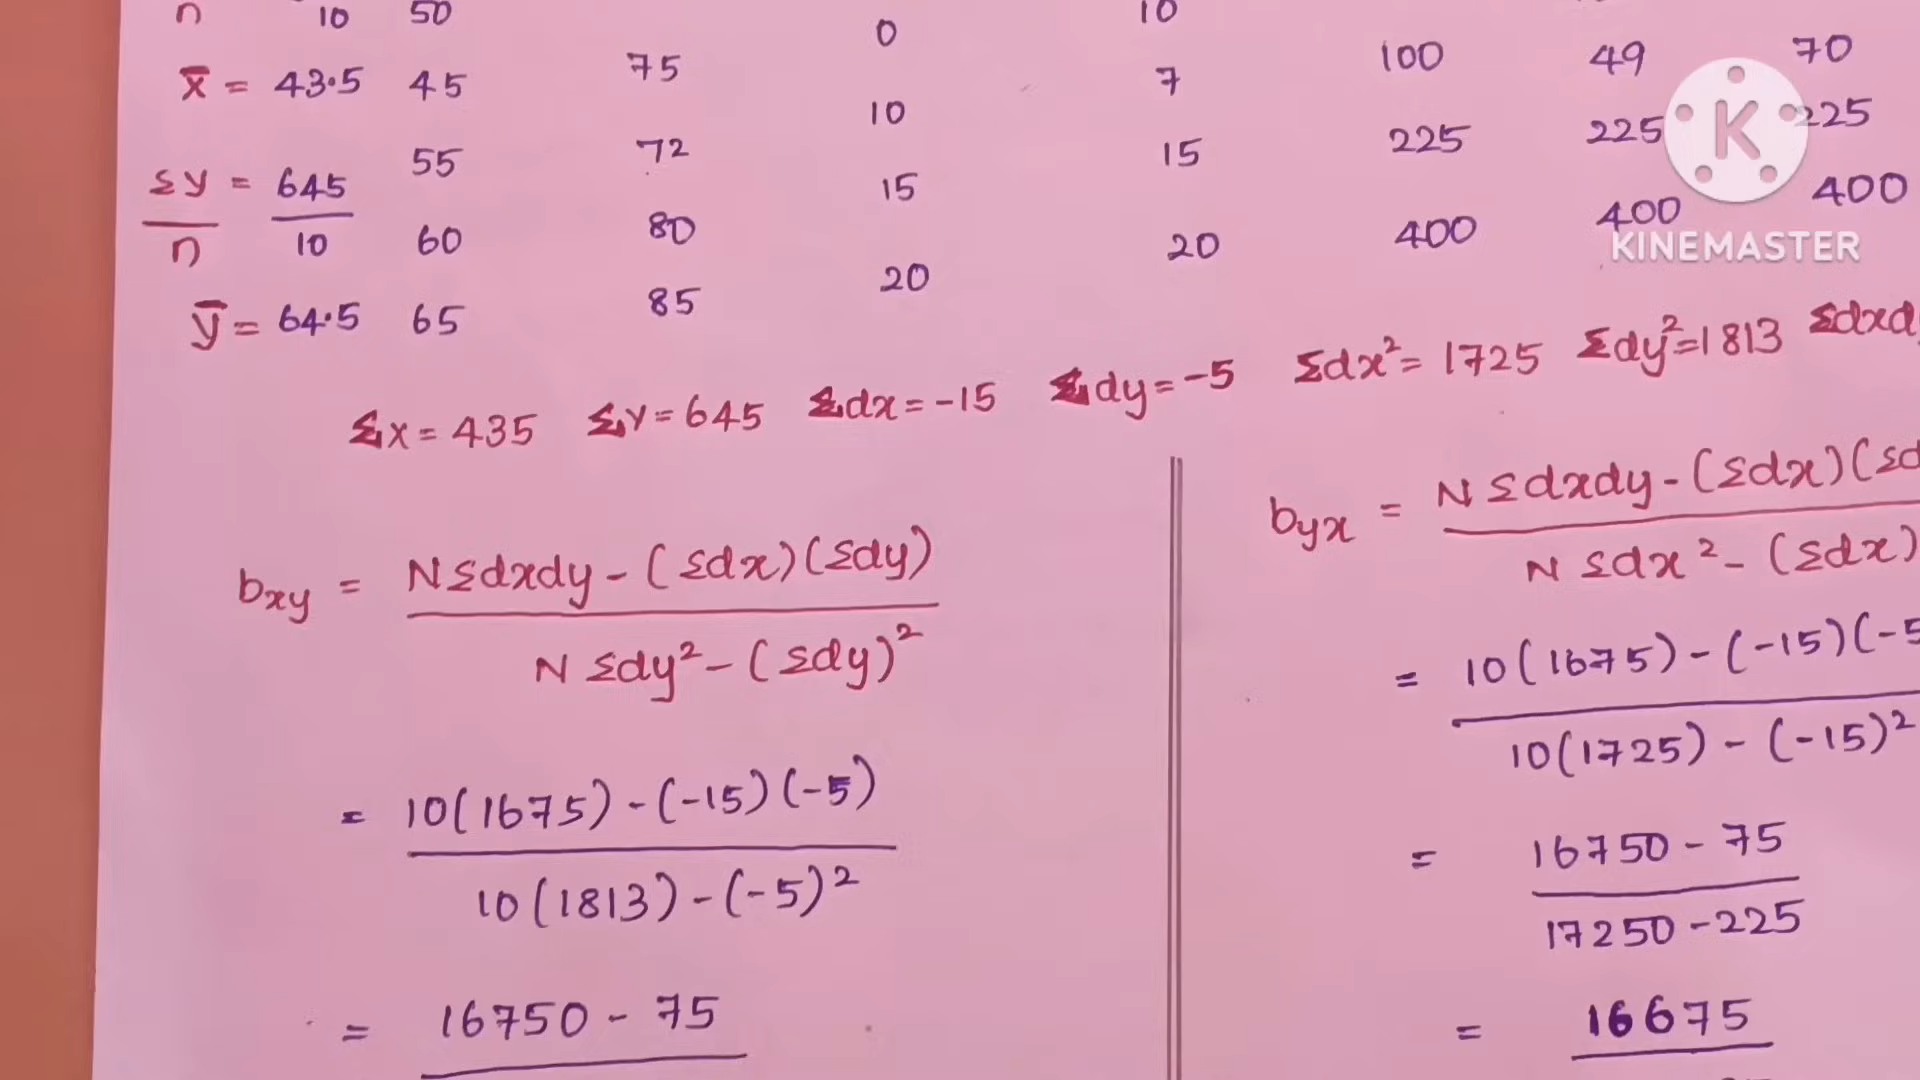 n 10 50 10
x̄ = 43.5 45 75 0 7 100 49 70
10
Σy = 645 55 72 15 225 225 225
n 10 60 80 15 20 400 400 400
20
ȳ = 64.5 65 85
KINEMASTER
Σx = 435 Σy = 645 Σdx = -15 Σdy = -5 Σdx² = 1725 Σdy² = 1813 Σdxd
bxy = NΣdxdy - (Σdx)(Σdy)
NΣdy² - (Σdy)²
= 10(1675) - (-15)(-5)
10(1813) - (-5)²
= 16750 - 75
byx = NΣdxdy - (Σdx)(Σd
NΣdx² - (Σdx)
= 10(1675) - (-15)(-5
10(1725) - (-15)²
= 16750 - 75
17250 - 225
= 16675